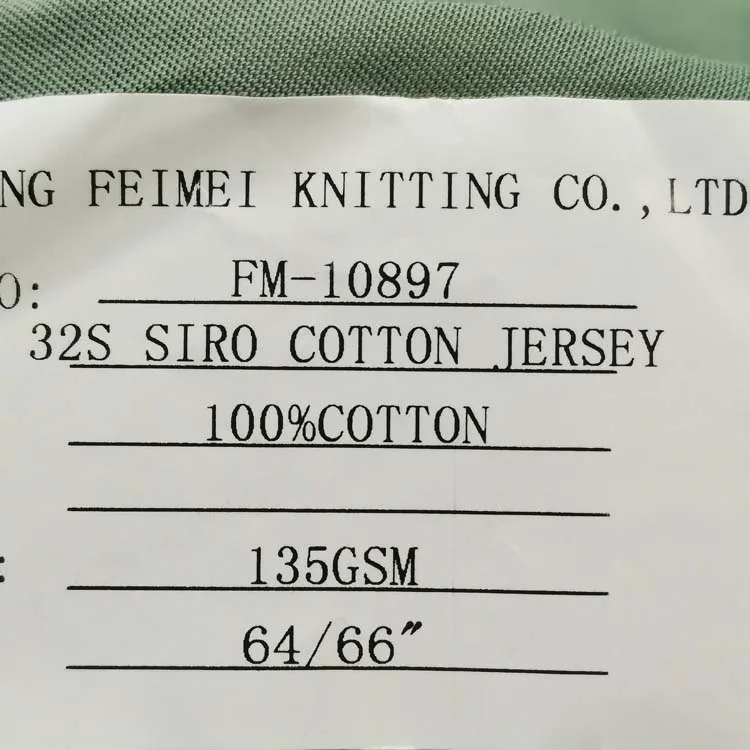 NG FEIMEI KNITTING CO.,LTD
O: FM-10897
32S SIRO COTTON JERSEY
100%COTTON
: 135GSM
64/66"